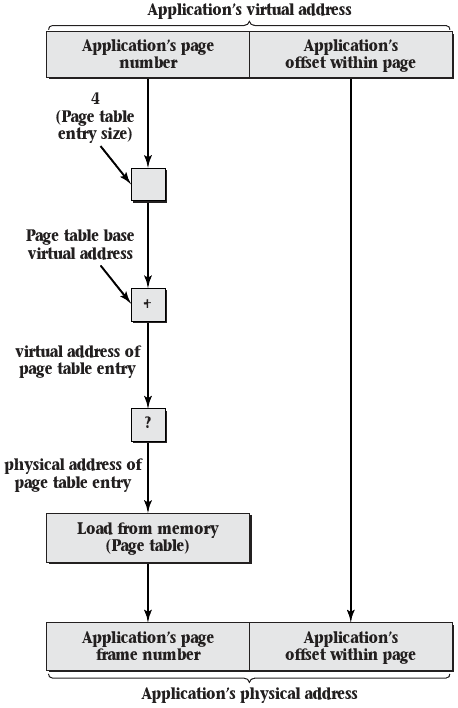 Application's virtual address
Application's page
number
Application's
offset within page
4
(Page table
entry size)
Page table base
virtual address
+
virtual address of
page table entry
?
physical address of
page table entry
Load from memory
(Page table)
Application's page
frame number
Application's
offset within page
Application's physical address